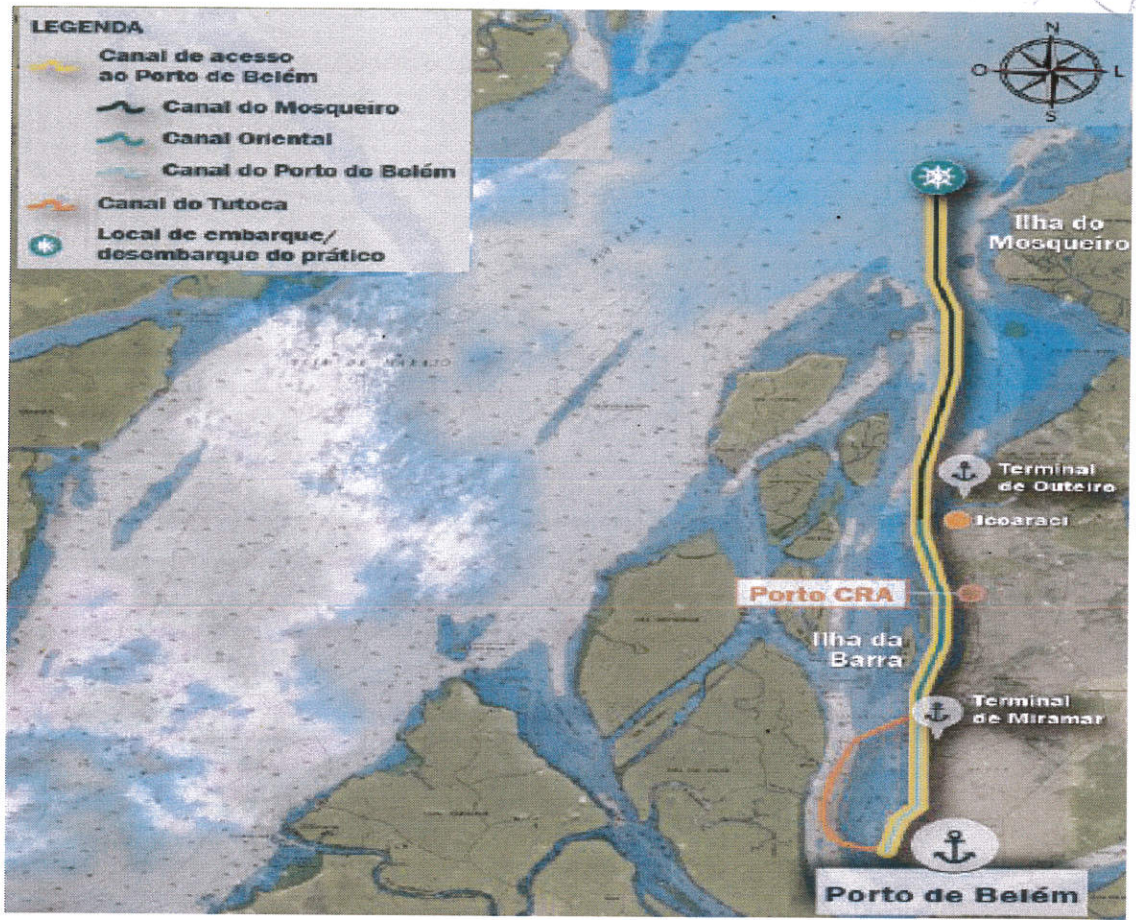 LEGENDA
Canal de acesso
ao Porto de Belém
Canal do Mosqueiro
Canal Oriental
Canal do Porto de Belém
Canal do Tutoca
Local de embarque/
desembarque do prático
N
O
L
S
Ilha do
Mosqueiro
Terminal
de Outeiro
Icoaraci
Porto CRA
Ilha da
Barra
Terminal
de Miramar
Porto de Belém